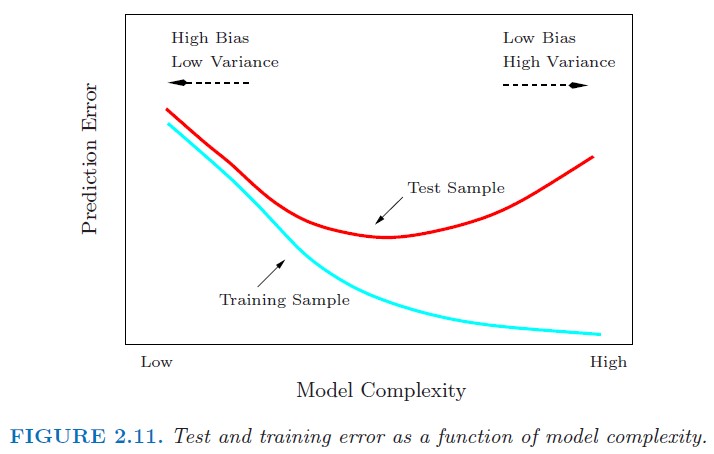 High Bias
Low Variance
Low Bias
High Variance
Prediction Error
Test Sample
Training Sample
Low
High
Model Complexity
FIGURE 2.11. Test and training error as a function of model complexity.